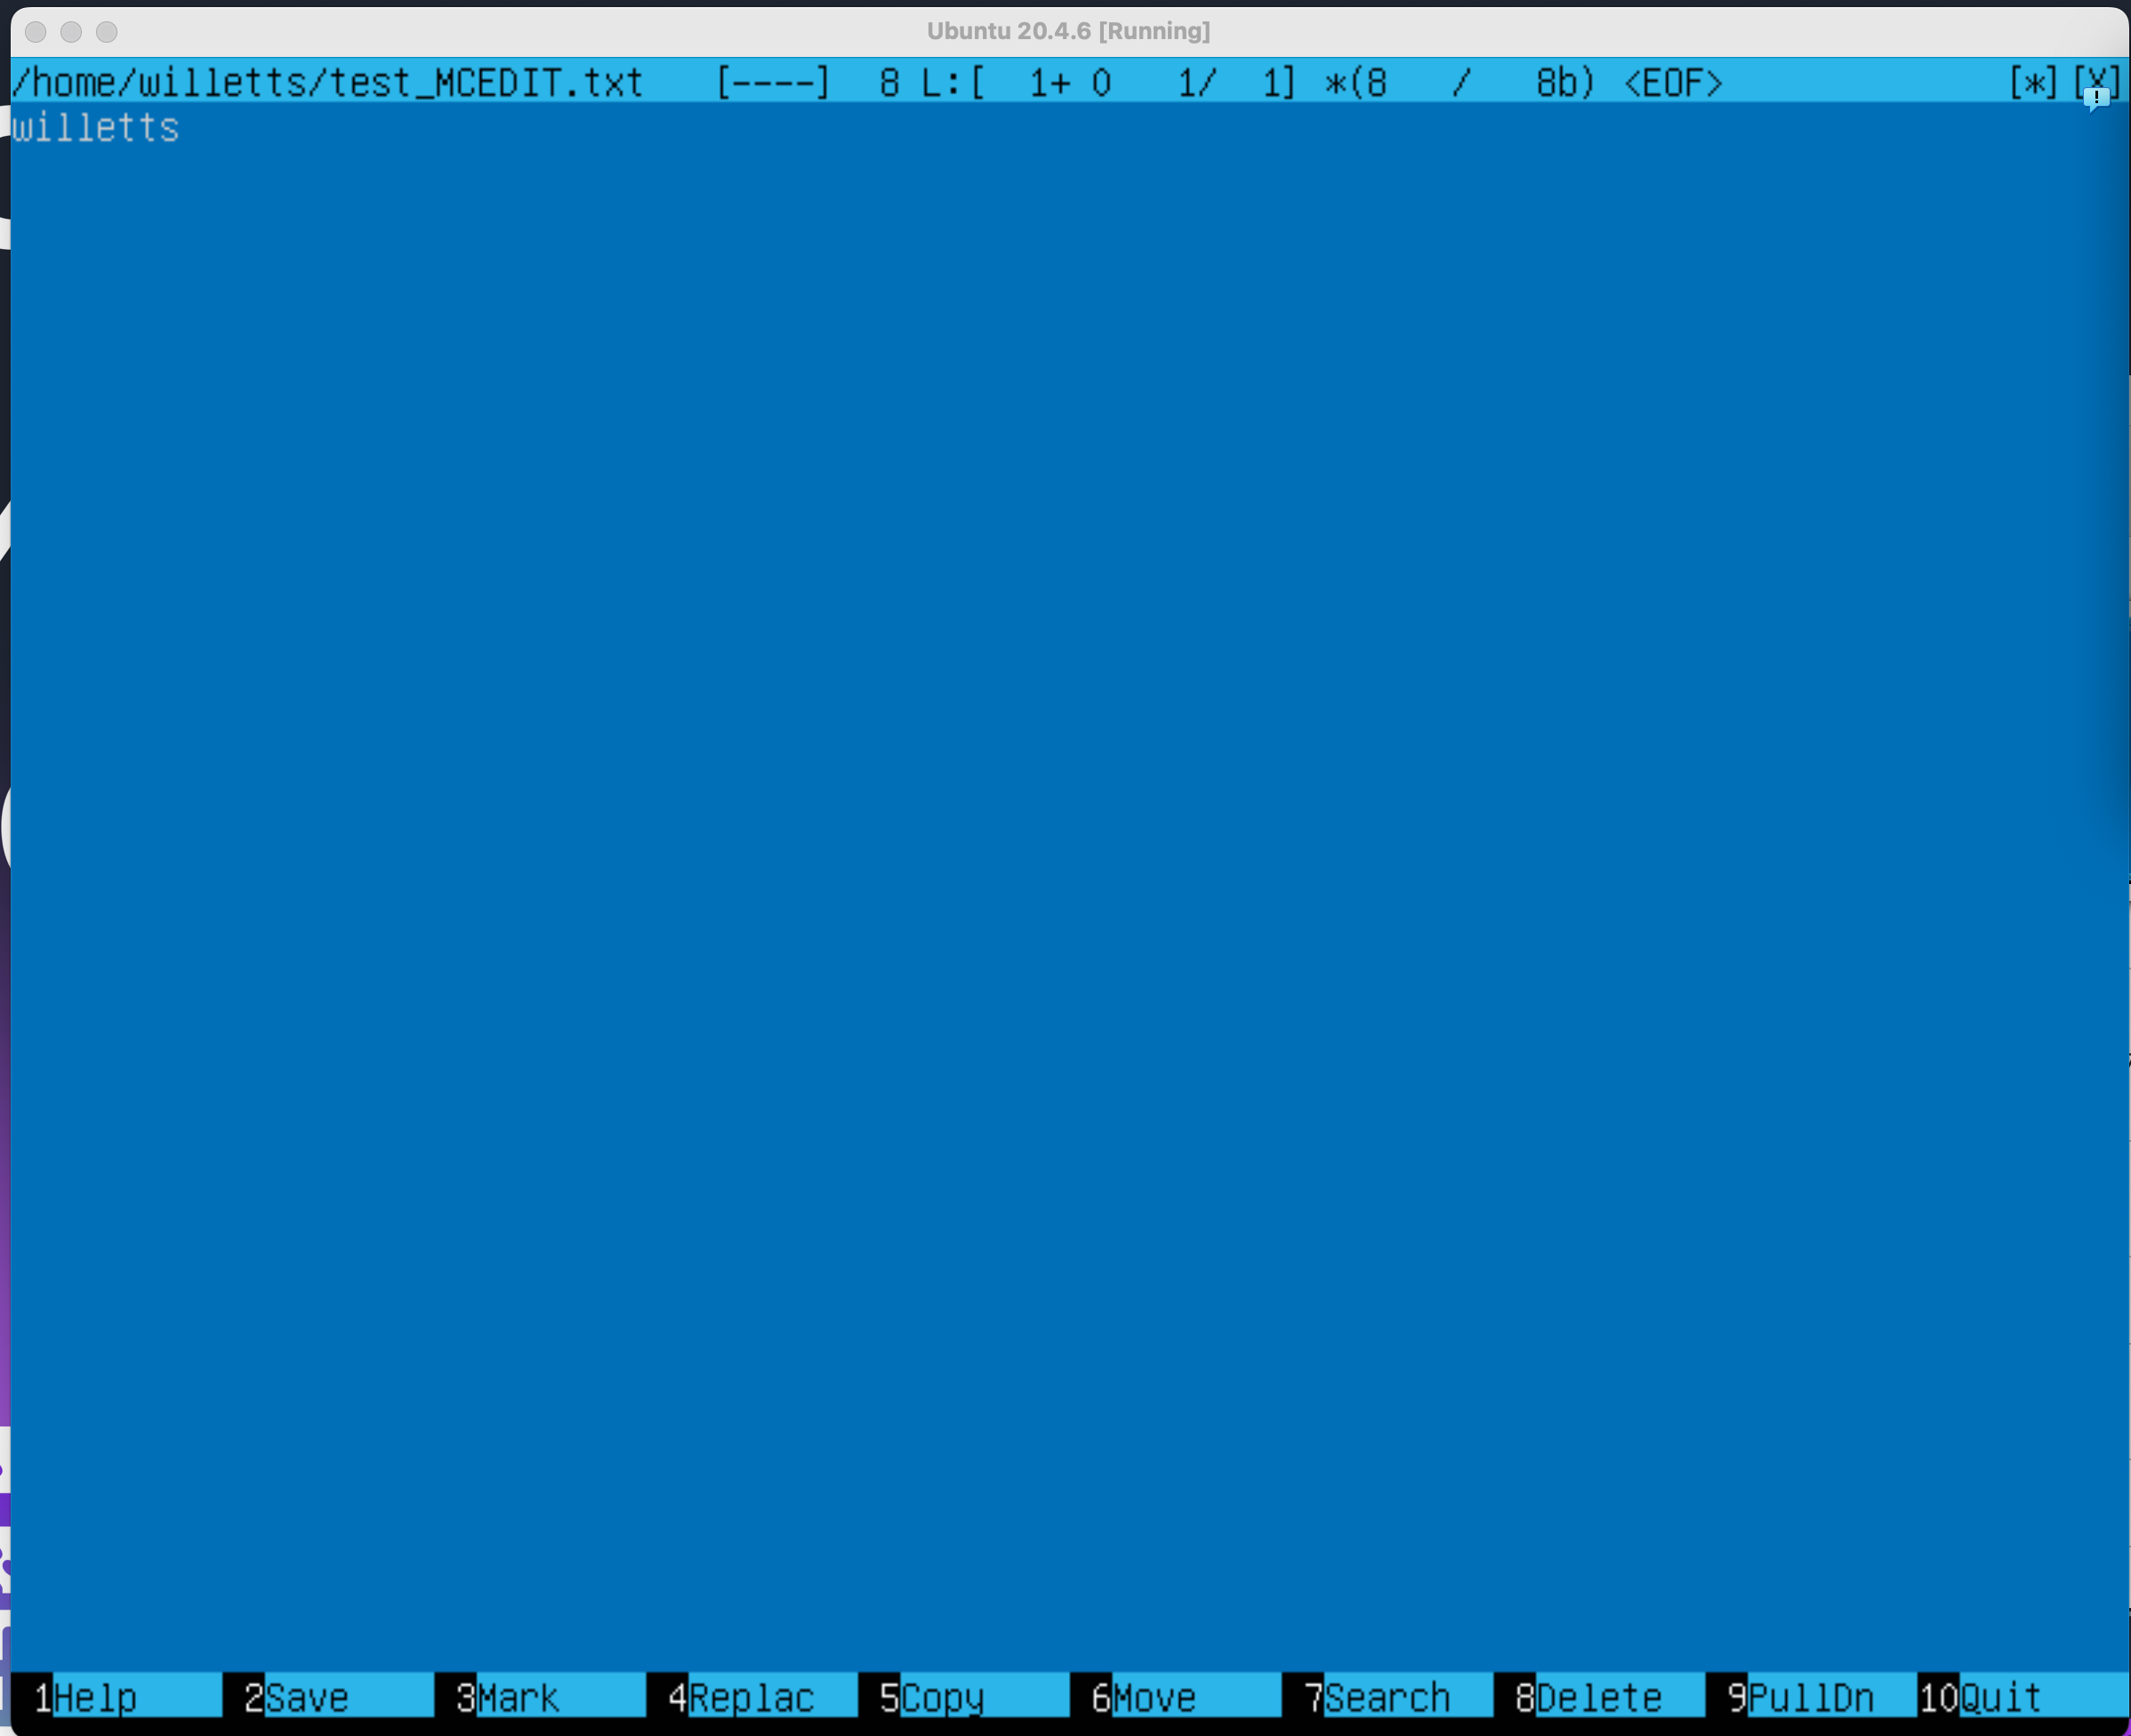 Ubuntu 20.4.6 [Running]
/home/willetts/test_MCEDIT.txt [----] 8 L:[ 1+ 0 1/ 1] *(8 / 8b) <EOF> [*][X]
willetts
1Help 2Save 3Mark 4Replac 5Copy 6Move 7Search 8Delete 9PullDn 10Quit